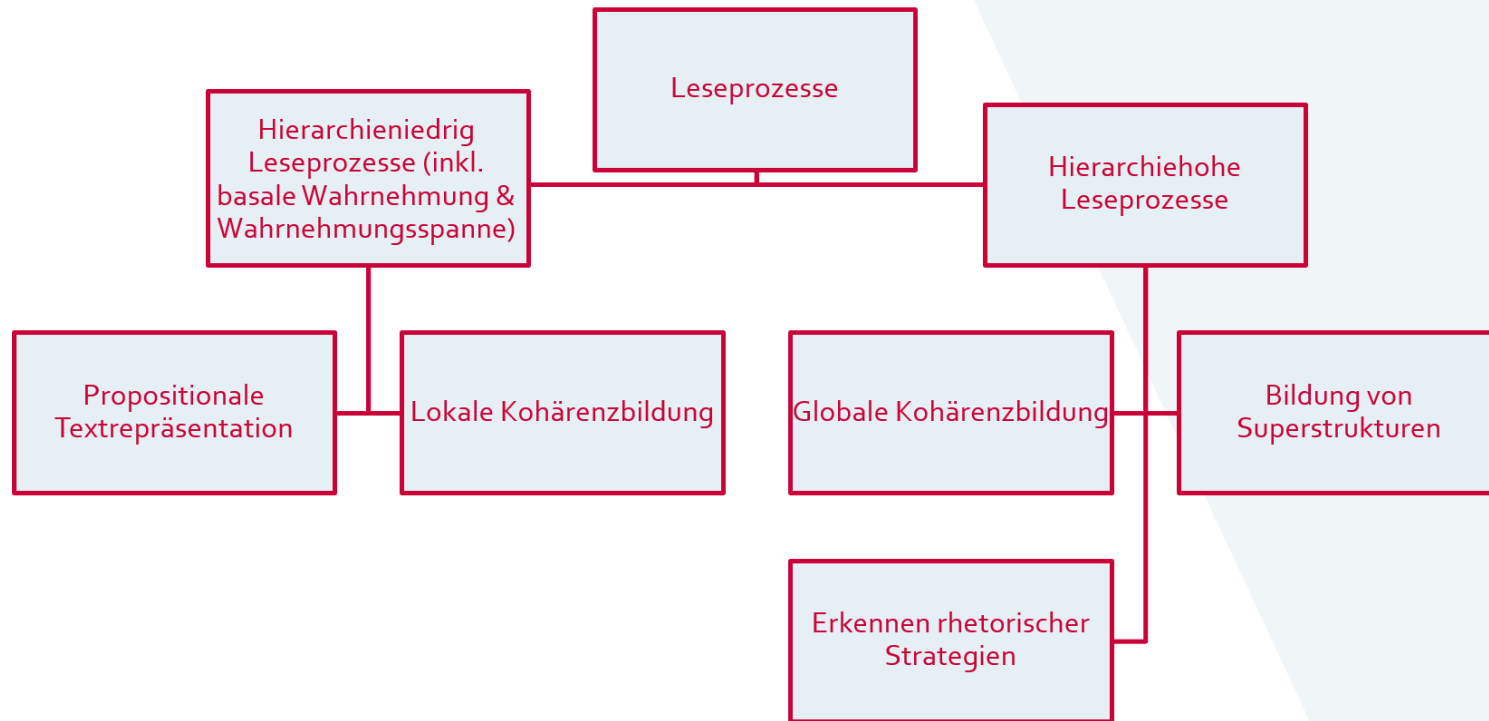 Leseprozesse
Hierarchieniedrig
Leseprozesse (inkl.
basale Wahrnehmung &
Wahrnehmungsspanne)
Hierarchiehohe
Leseprozesse
Propositionale
Textrepräsentation
Lokale Kohärenzbildung
Globale Kohärenzbildung
Bildung von
Superstrukturen
Erkennen rhetorischer
Strategien